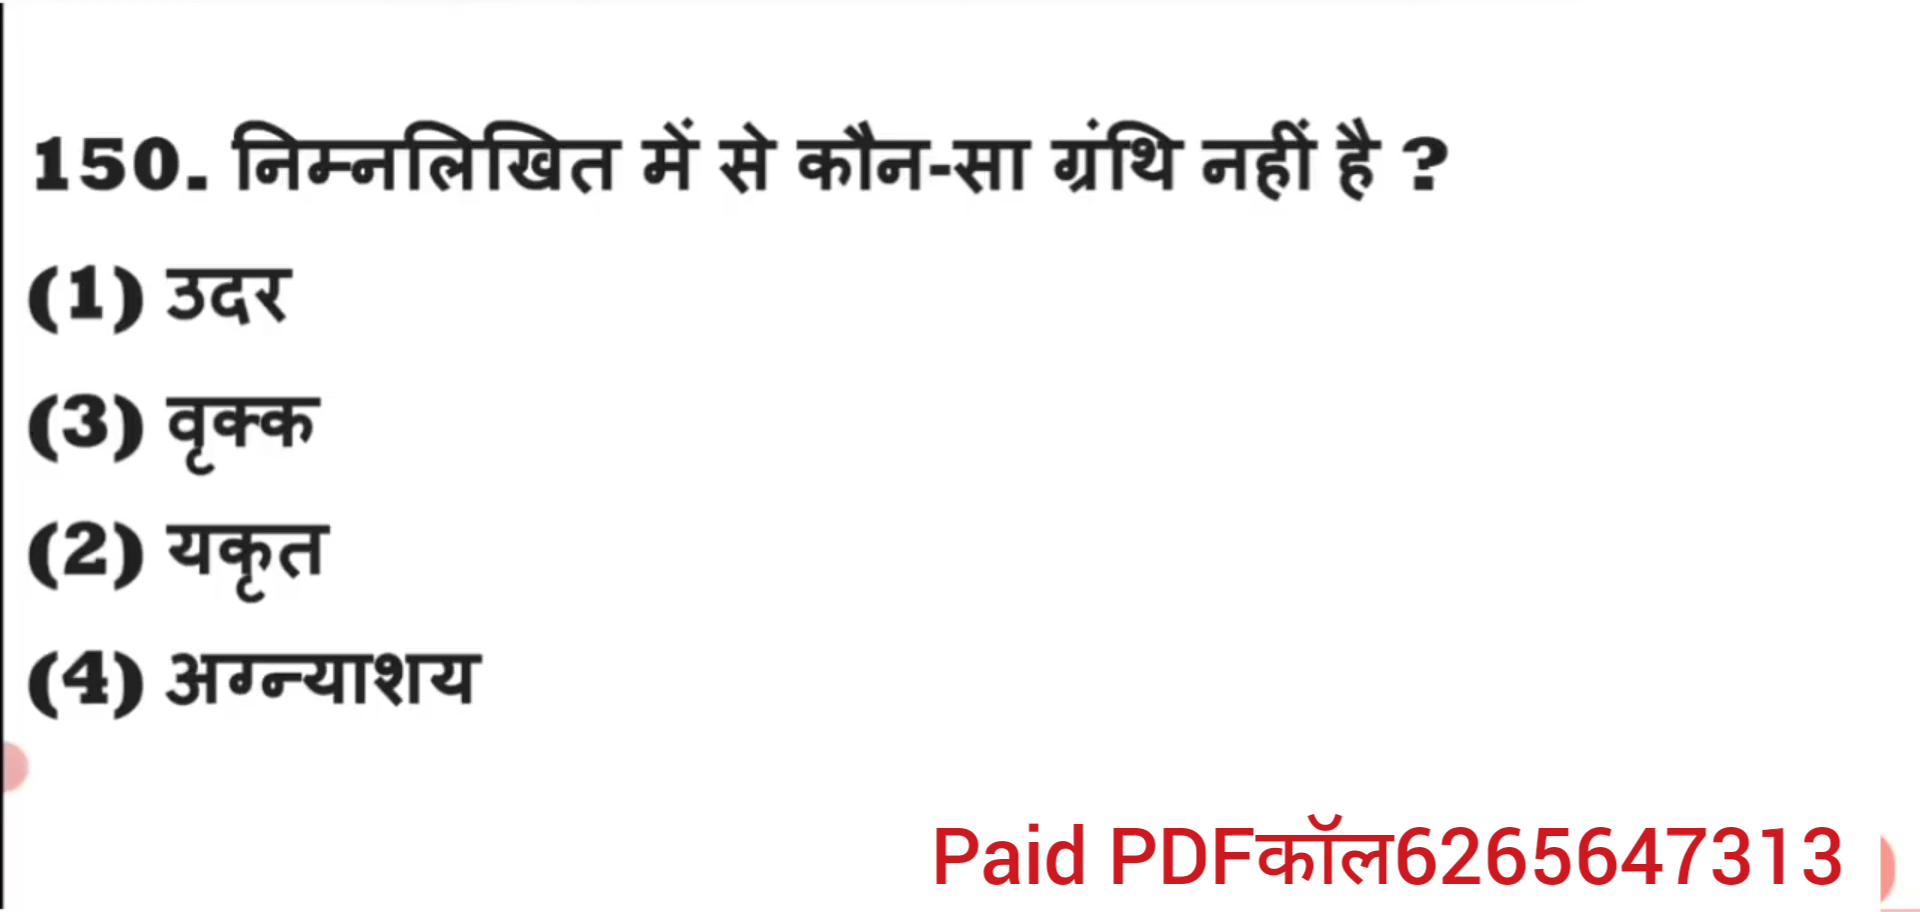 150. निम्नलिखित में से कौन-सा ग्रंथि नहीं है ?
(1) उदर
(3) वृक्क
(2) यकृत
(4) अग्न्याशय
Paid PDFकॉल6265647313